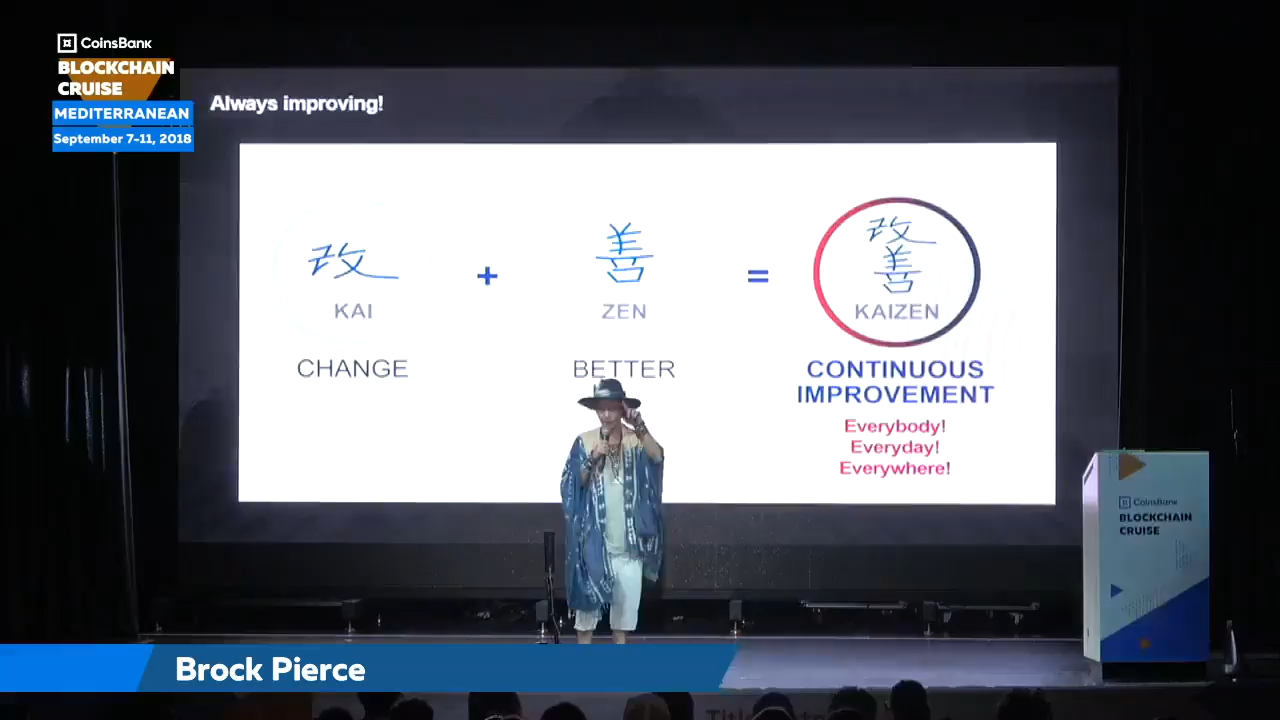 CoinsBank
BLOCKCHAIN
CRUISE
MEDITERRANEAN
September 7-11, 2018
Always improving!
改
KAI
CHANGE
+
善
ZEN
BETTER
=
改
善
KAIZEN
CONTINUOUS
IMPROVEMENT
Everybody!
Everyday!
Everywhere!
CoinsBank
BLOCKCHAIN
CRUISE
Brock Pierce